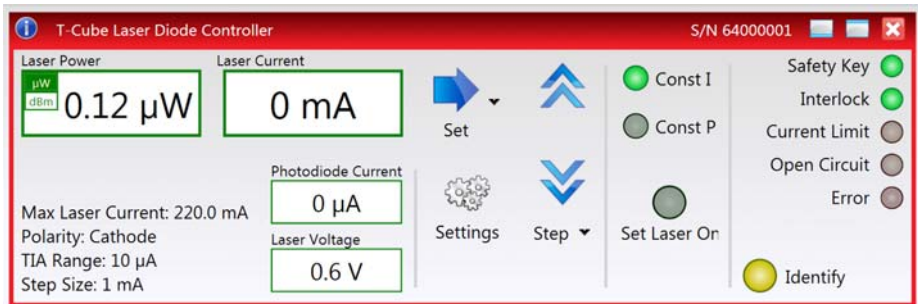 T-Cube Laser Diode Controller
S/N 64000001
Laser Power
µW
dBm
0.12 µW
Laser Current
0 mA
Set
Const I
Const P
Safety Key
Interlock
Current Limit
Open Circuit
Error
Photodiode Current
0 µA
Laser Voltage
0.6 V
Settings
Step
Set Laser On
Identify
Max Laser Current: 220.0 mA
Polarity: Cathode
TIA Range: 10 µA
Step Size: 1 mA